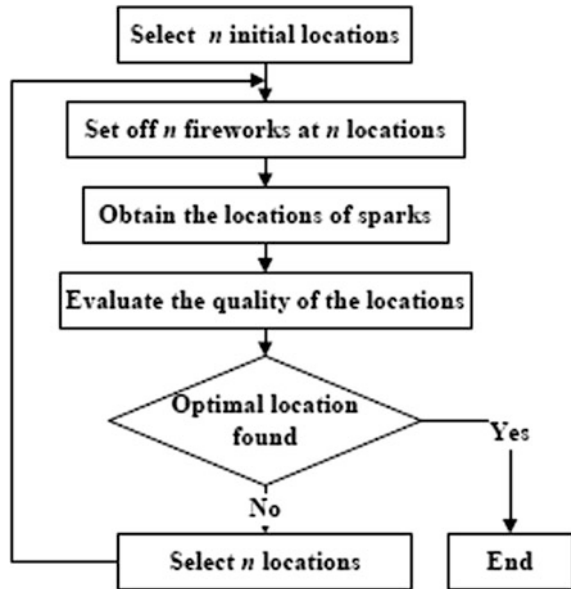 Select n initial locations
Set off n fireworks at n locations
Obtain the locations of sparks
Evaluate the quality of the locations
Optimal location
found
Yes
No
Select n locations
End